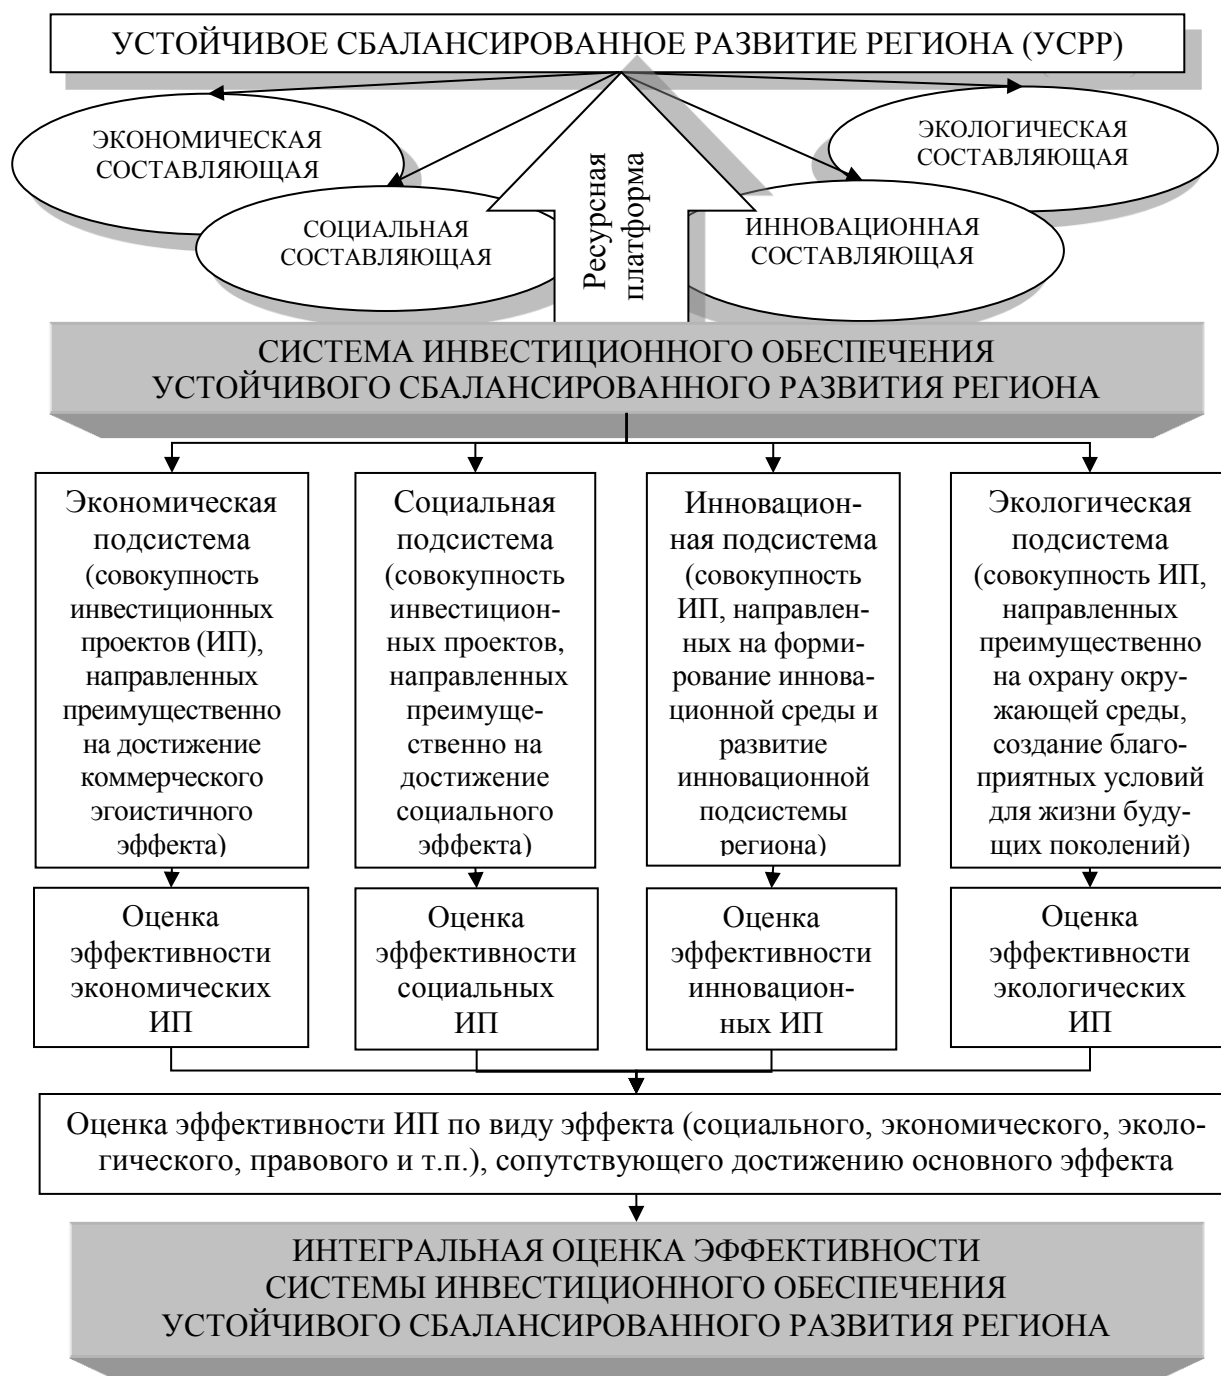 УСТОЙЧИВОЕ СБАЛАНСИРОВАННОЕ РАЗВИТИЕ РЕГИОНА (УСРР)
ЭКОНОМИЧЕСКАЯ
СОСТАВЛЯЮЩАЯ
СОЦИАЛЬНАЯ
СОСТАВЛЯЮЩАЯ
Ресурсная
платформа
ИННОВАЦИОННАЯ
СОСТАВЛЯЮЩАЯ
ЭКОЛОГИЧЕСКАЯ
СОСТАВЛЯЮЩАЯ
СИСТЕМА ИНВЕСТИЦИОННОГО ОБЕСПЕЧЕНИЯ
УСТОЙЧИВОГО СБАЛАНСИРОВАННОГО РАЗВИТИЯ РЕГИОНА
Экономическая
подсистема
(совокупность
инвестиционных
проектов (ИП),
направленных
преимущественно
на достижение
коммерческого
эгоистичного
эффекта)
Социальная
подсистема
(совокупность
инвестицион-
ных проектов,
направленных
преимуще-
ственно на
достижение
социального
эффекта)
Инновацион-
ная подсистема
(совокупность
ИП, направлен-
ных на форми-
рование иннова-
ционной среды и
развитие
инновационной
подсистемы
региона)
Экологическая
подсистема
(совокупность ИП,
направленных
преимущественно
на охрану окру-
жающей среды,
создание благо-
приятных условий
для жизни буду-
щих поколений)
Оценка
эффективности
экономических
ИП
Оценка
эффективности
социальных
ИП
Оценка
эффективности
инновацион-
ных ИП
Оценка
эффективности
экологических
ИП
Оценка эффективности ИП по виду эффекта (социального, экономического, эколо-
гического, правового и т.п.), сопутствующего достижению основного эффекта
ИНТЕГРАЛЬНАЯ ОЦЕНКА ЭФФЕКТИВНОСТИ
СИСТЕМЫ ИНВЕСТИЦИОННОГО ОБЕСПЕЧЕНИЯ
УСТОЙЧИВОГО СБАЛАНСИРОВАННОГО РАЗВИТИЯ РЕГИОНА